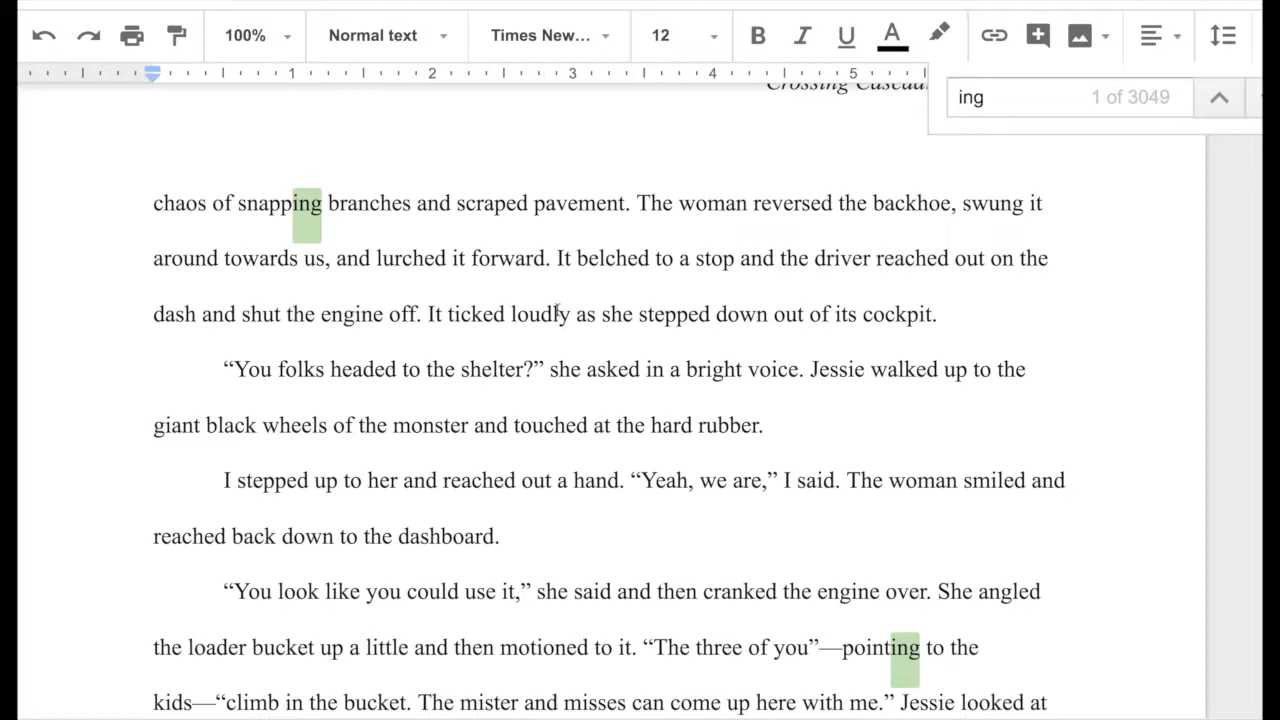 100% Normal text Times New... 12 B I U A
1 2 3 4 5
ing 1 of 3049
Crossing
chaos of snapping branches and scraped pavement. The woman reversed the backhoe, swung it
around towards us, and lurched it forward. It belched to a stop and the driver reached out on the
dash and shut the engine off. It ticked loudly as she stepped down out of its cockpit.
“You folks headed to the shelter?” she asked in a bright voice. Jessie walked up to the
giant black wheels of the monster and touched at the hard rubber.
I stepped up to her and reached out a hand. “Yeah, we are,” I said. The woman smiled and
reached back down to the dashboard.
“You look like you could use it,” she said and then cranked the engine over. She angled
the loader bucket up a little and then motioned to it. “The three of you”—pointing to the
kids—“climb in the bucket. The mister and misses can come up here with me.” Jessie looked at